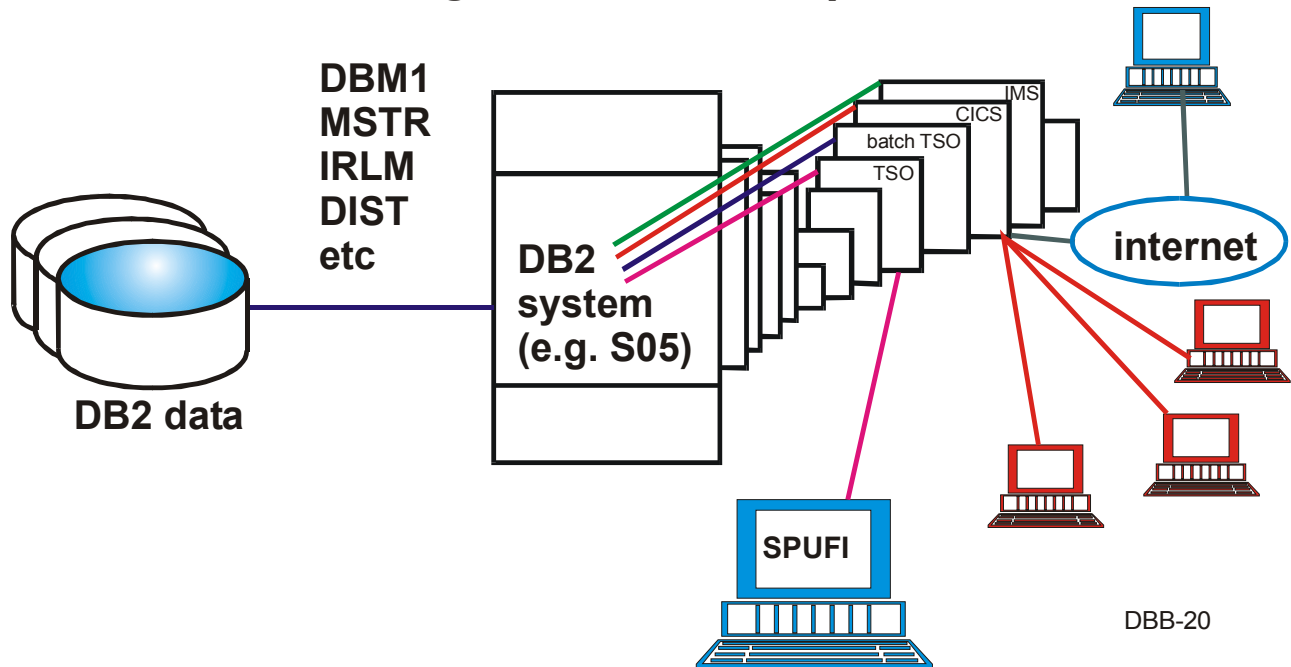 DBM1
MSTR
IRLM
DIST
etc
IMS
CICS
batch TSO
TSO
internet
DB2
system
(e.g. S05)
DB2 data
SPUFI
DBB-20